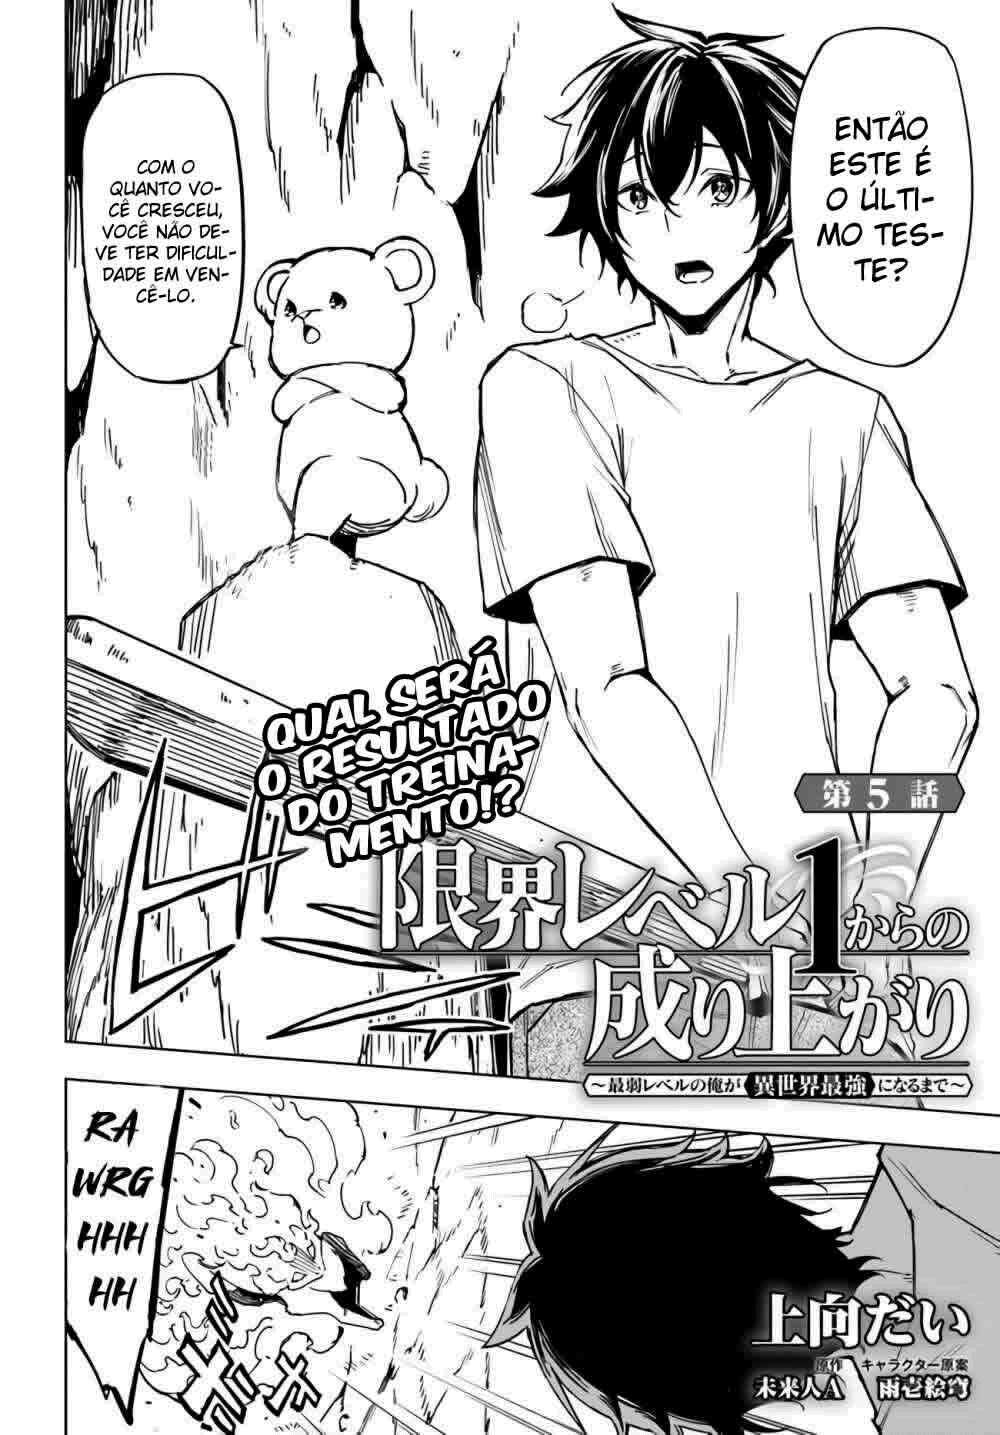 ENTÃO
ESTE É
O ÚLTI-
MO TES-
TE?
COM O
QUANTO VO-
CÊ CRESCEU,
VOCÊ NÃO DE-
VE TER DIFICUL-
DADE EM VEN-
CÊ-LO.
QUAL SERÁ
O RESULTADO
DO TREINA-
MENTO!?
第5話
限界レベル1からの
成り上がり
～最弱レベルの俺が異世界最強になるまで～
RA
WRG
HHH
HH
上向だい
原作 キャラクター原案
未来人A 雨壱絵穹